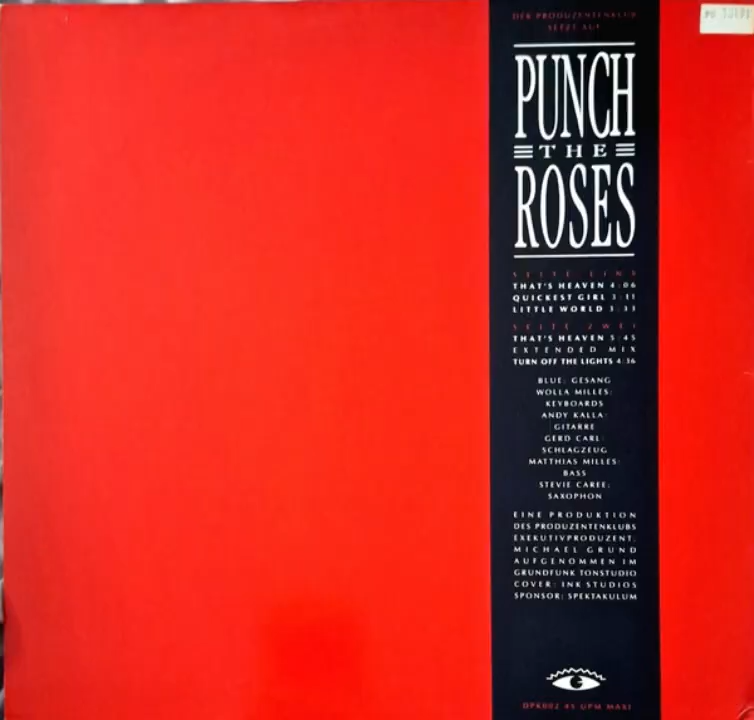 DER PRODUZENTENKLUB
SETZT AUF
PUNCH
THE
ROSES
SEITE EINS
THAT'S HEAVEN 4:06
QUICKEST GIRL 3:11
LITTLE WORLD 3:33
SEITE ZWEI
THAT'S HEAVEN 5:45
EXTENDED MIX
TURN OFF THE LIGHTS 4:36
BLUE: GESANG
WOLLA MILLES:
KEYBOARDS
ANDY KALLA:
GITARRE
GERD CARL:
SCHLAGZEUG
MATTHIAS MILLES:
BASS
STEVIE CAREE:
SAXOPHON
EINE PRODUKTION
DES PRODUZENTENKLUBS
EXEKUTIVPRODUZENT:
MICHAEL GRUND
AUFGENOMMEN IM
GRUNDFUNK TONSTUDIO
COVER: INK STUDIOS
SPONSOR: SPEKTAKULUM
DPK002 45 UPM MAXI